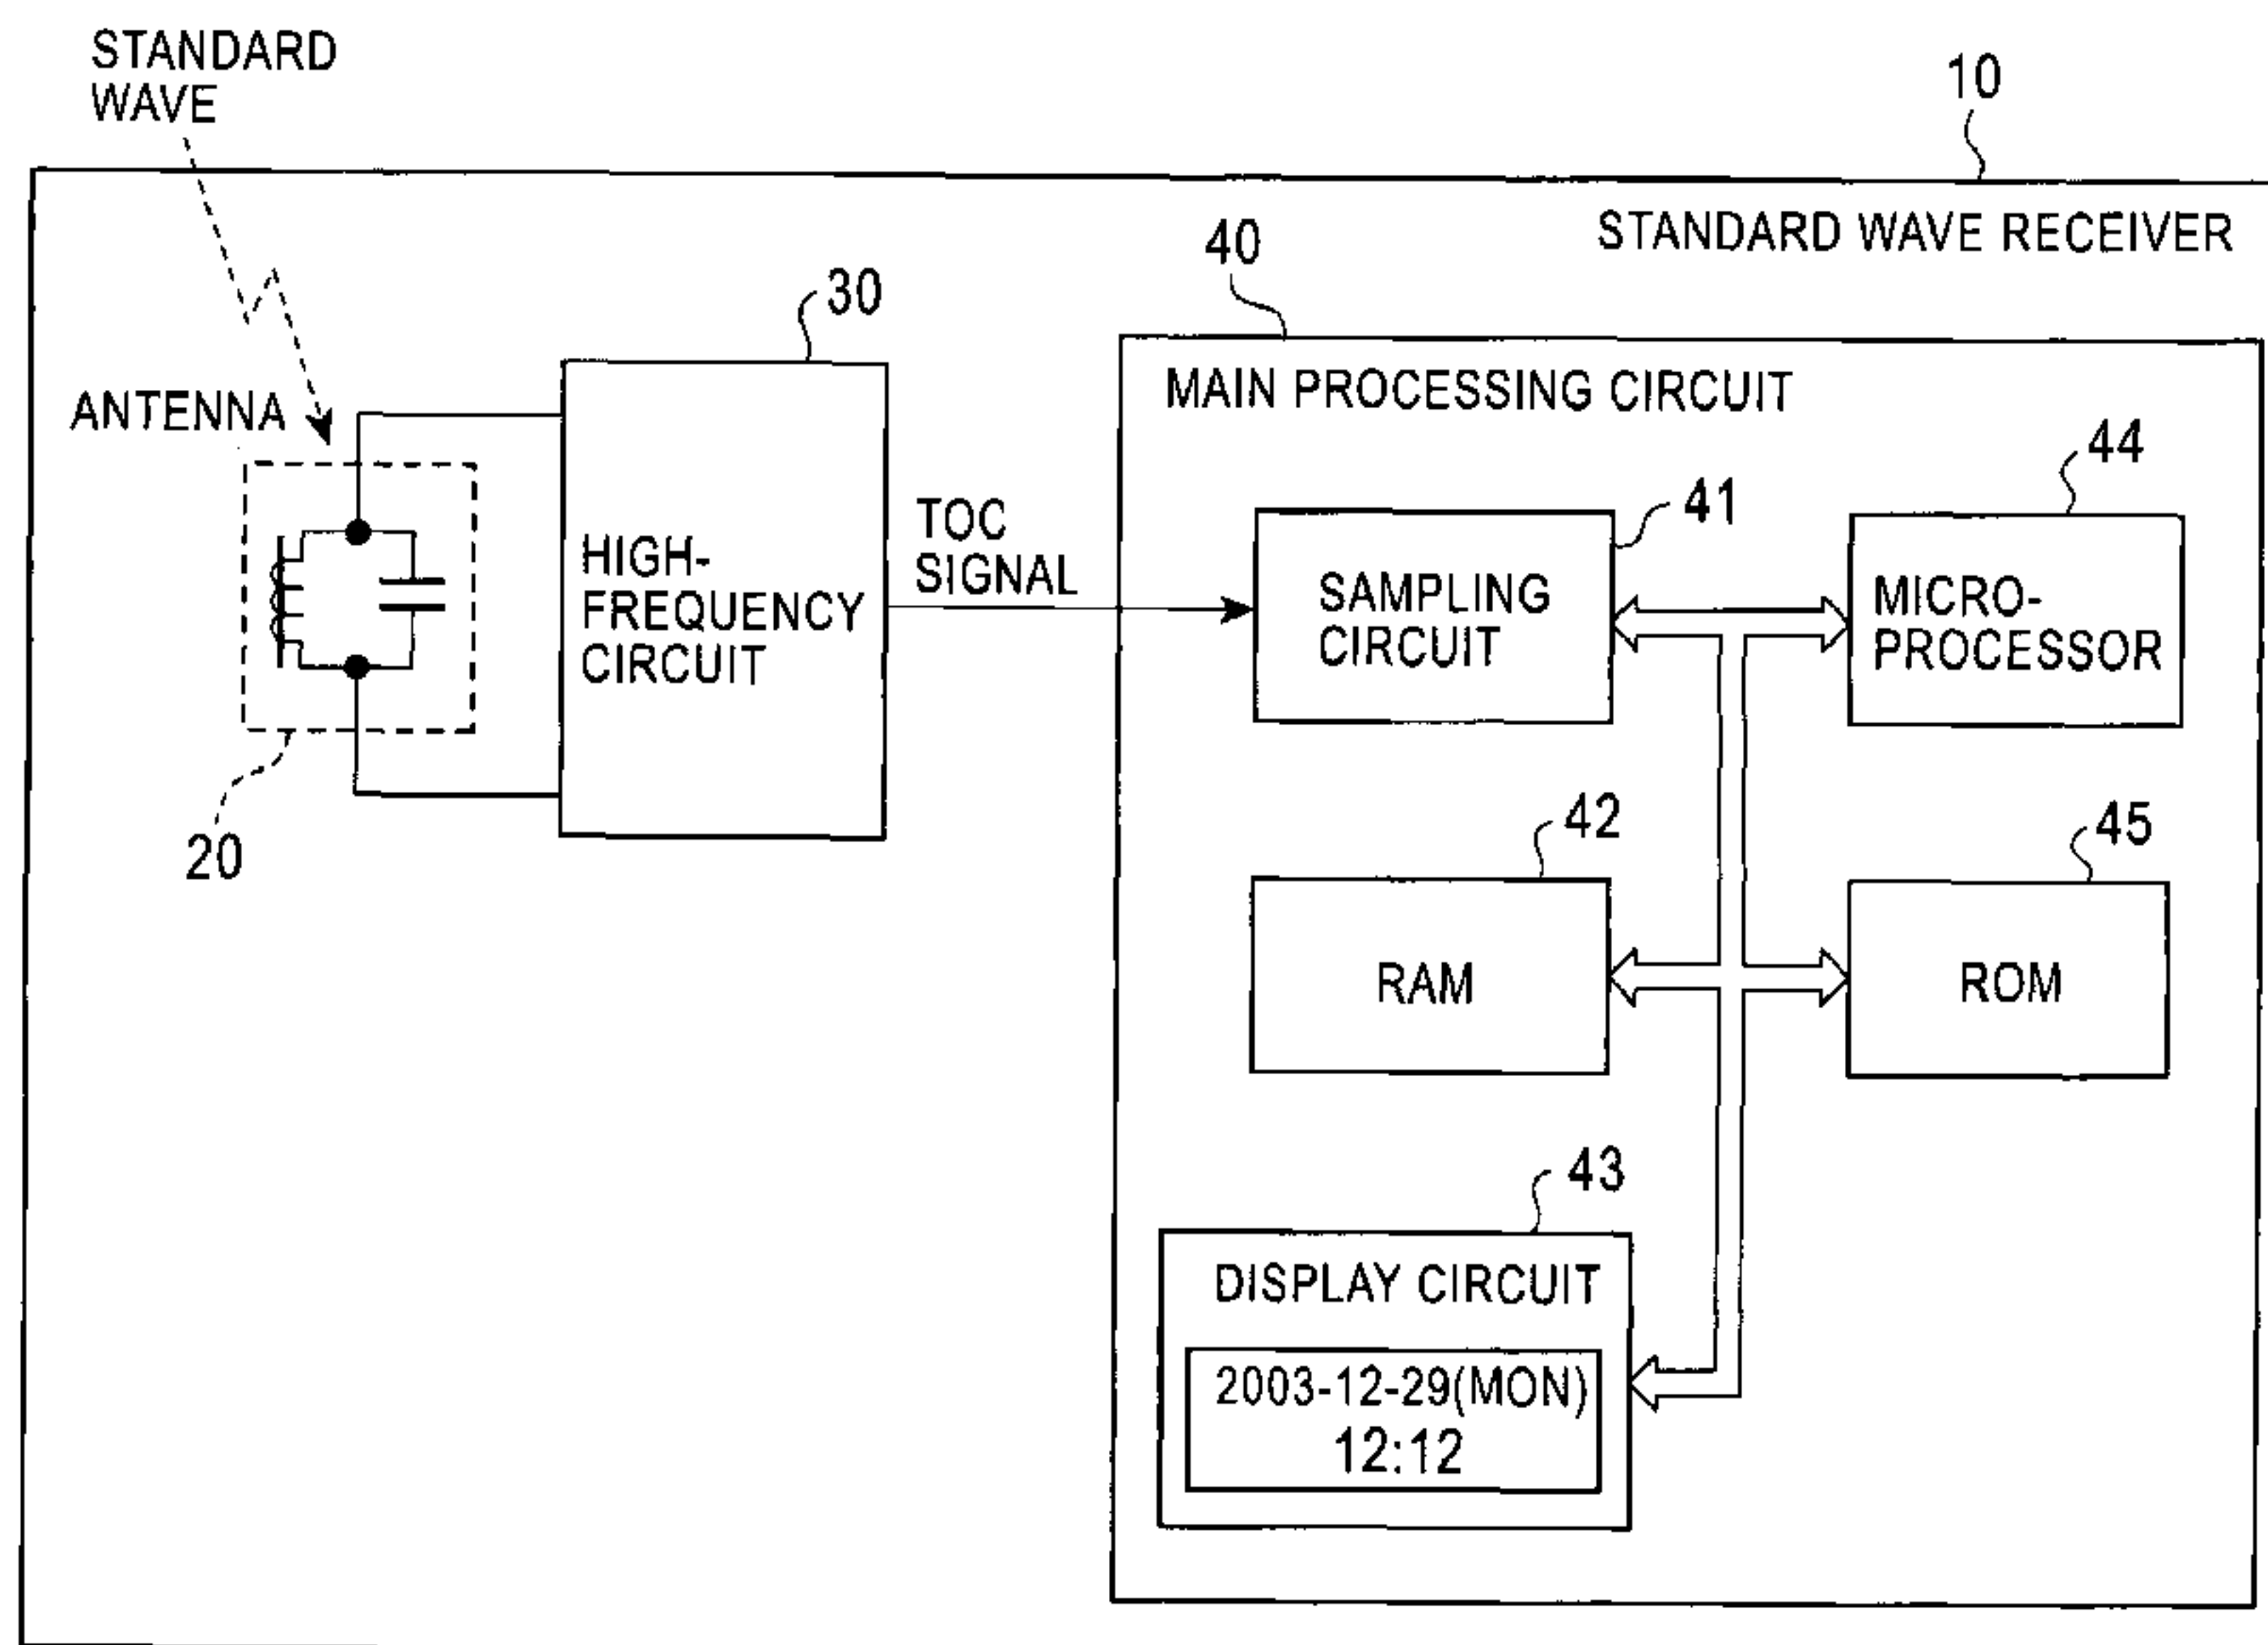 STANDARD
WAVE
10
STANDARD WAVE RECEIVER
40
30
MAIN PROCESSING CIRCUIT
ANTENNA
44
41
TOC
SIGNAL
HIGH-
FREQUENCY
CIRCUIT
SAMPLING
CIRCUIT
MICRO-
PROCESSOR
20
42
45
RAM
ROM
43
DISPLAY CIRCUIT
2003-12-29(MON)
12:12